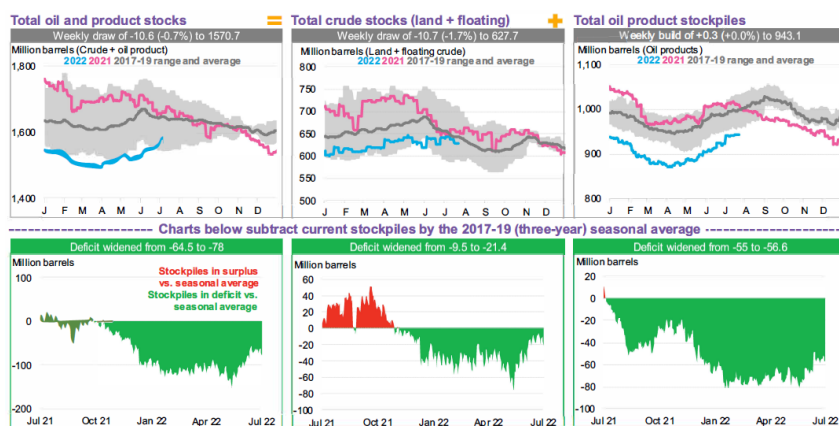 Total oil and product stocks = Total crude stocks (land + floating) + Total oil product stockpiles
Weekly draw of -10.6 (-0.7%) to 1570.7
Million barrels (Crude + oil product)
2022 2021 2017-19 range and average
1,800
1,600
1,400
J F M A M J J A S O N D
Weekly draw of -10.7 (-1.7%) to 627.7
Million barrels (Land + floating crude)
2022 2021 2017-19 range and average
800
750
700
650
600
550
500
J F M A M J J A S O N D
Weekly build of +0.3 (+0.0%) to 943.1
Million barrels (Oil products)
2022 2021 2017-19 range and average
1,100
1,000
900
800
J F M A M J J A S O N D
Charts below subtract current stockpiles by the 2017-19 (three-year) seasonal average
Deficit widened from -64.5 to -78
Million barrels
Stockpiles in surplus
vs. seasonal average
Stockpiles in deficit vs.
seasonal average
100
0
-100
-200
Jul 21 Oct 21 Jan 22 Apr 22 Jul 22
Deficit widened from -9.5 to -21.4
Million barrels
60
40
20
0
-20
-40
-60
-80
-100
Jul 21 Oct 21 Jan 22 Apr 22 Jul 22
Deficit widened from -55 to -56.6
Million barrels
20
0
-20
-40
-60
-80
-100
Jul 21 Oct 21 Jan 22 Apr 22 Jul 22